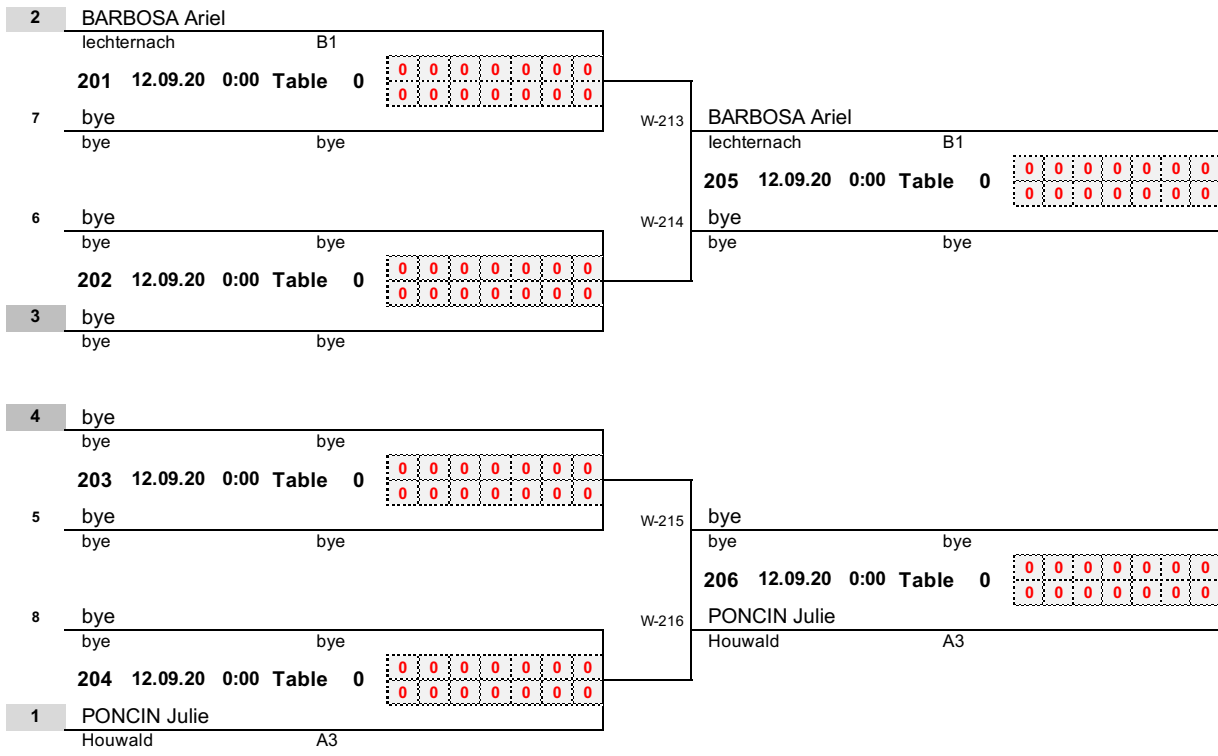 2 BARBOSA Ariel
lechternach B1
201 12.09.20 0:00 Table 0 0 0 0 0 0 0 0
0 0 0 0 0 0 0
7 bye
bye bye
W-213 BARBOSA Ariel
lechternach B1
205 12.09.20 0:00 Table 0 0 0 0 0 0 0 0
0 0 0 0 0 0 0
W-214 bye
bye bye
6 bye
bye bye
202 12.09.20 0:00 Table 0 0 0 0 0 0 0 0
0 0 0 0 0 0 0
3 bye
bye bye
4 bye
bye bye
203 12.09.20 0:00 Table 0 0 0 0 0 0 0 0
0 0 0 0 0 0 0
5 bye
bye bye
W-215 bye
bye bye
206 12.09.20 0:00 Table 0 0 0 0 0 0 0 0
0 0 0 0 0 0 0
W-216 PONCIN Julie
Houwald A3
8 bye
bye bye
204 12.09.20 0:00 Table 0 0 0 0 0 0 0 0
0 0 0 0 0 0 0
1 PONCIN Julie
Houwald A3